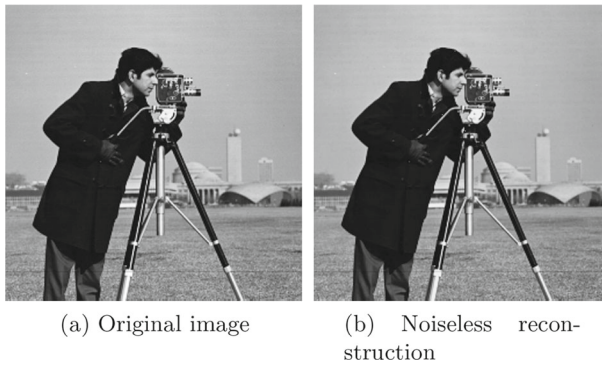 (a) Original image
(b) Noiseless recon-
struction